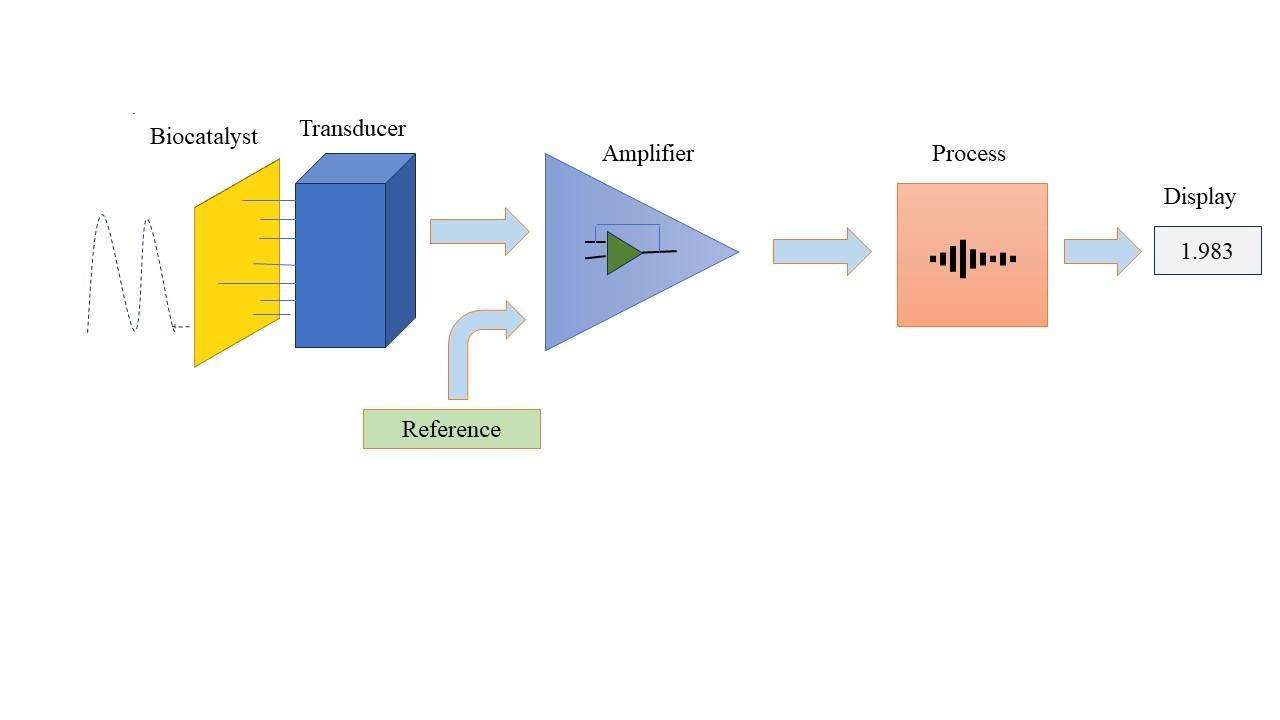 Biocatalyst
Transducer
Amplifier
Process
Display
1.983
Reference